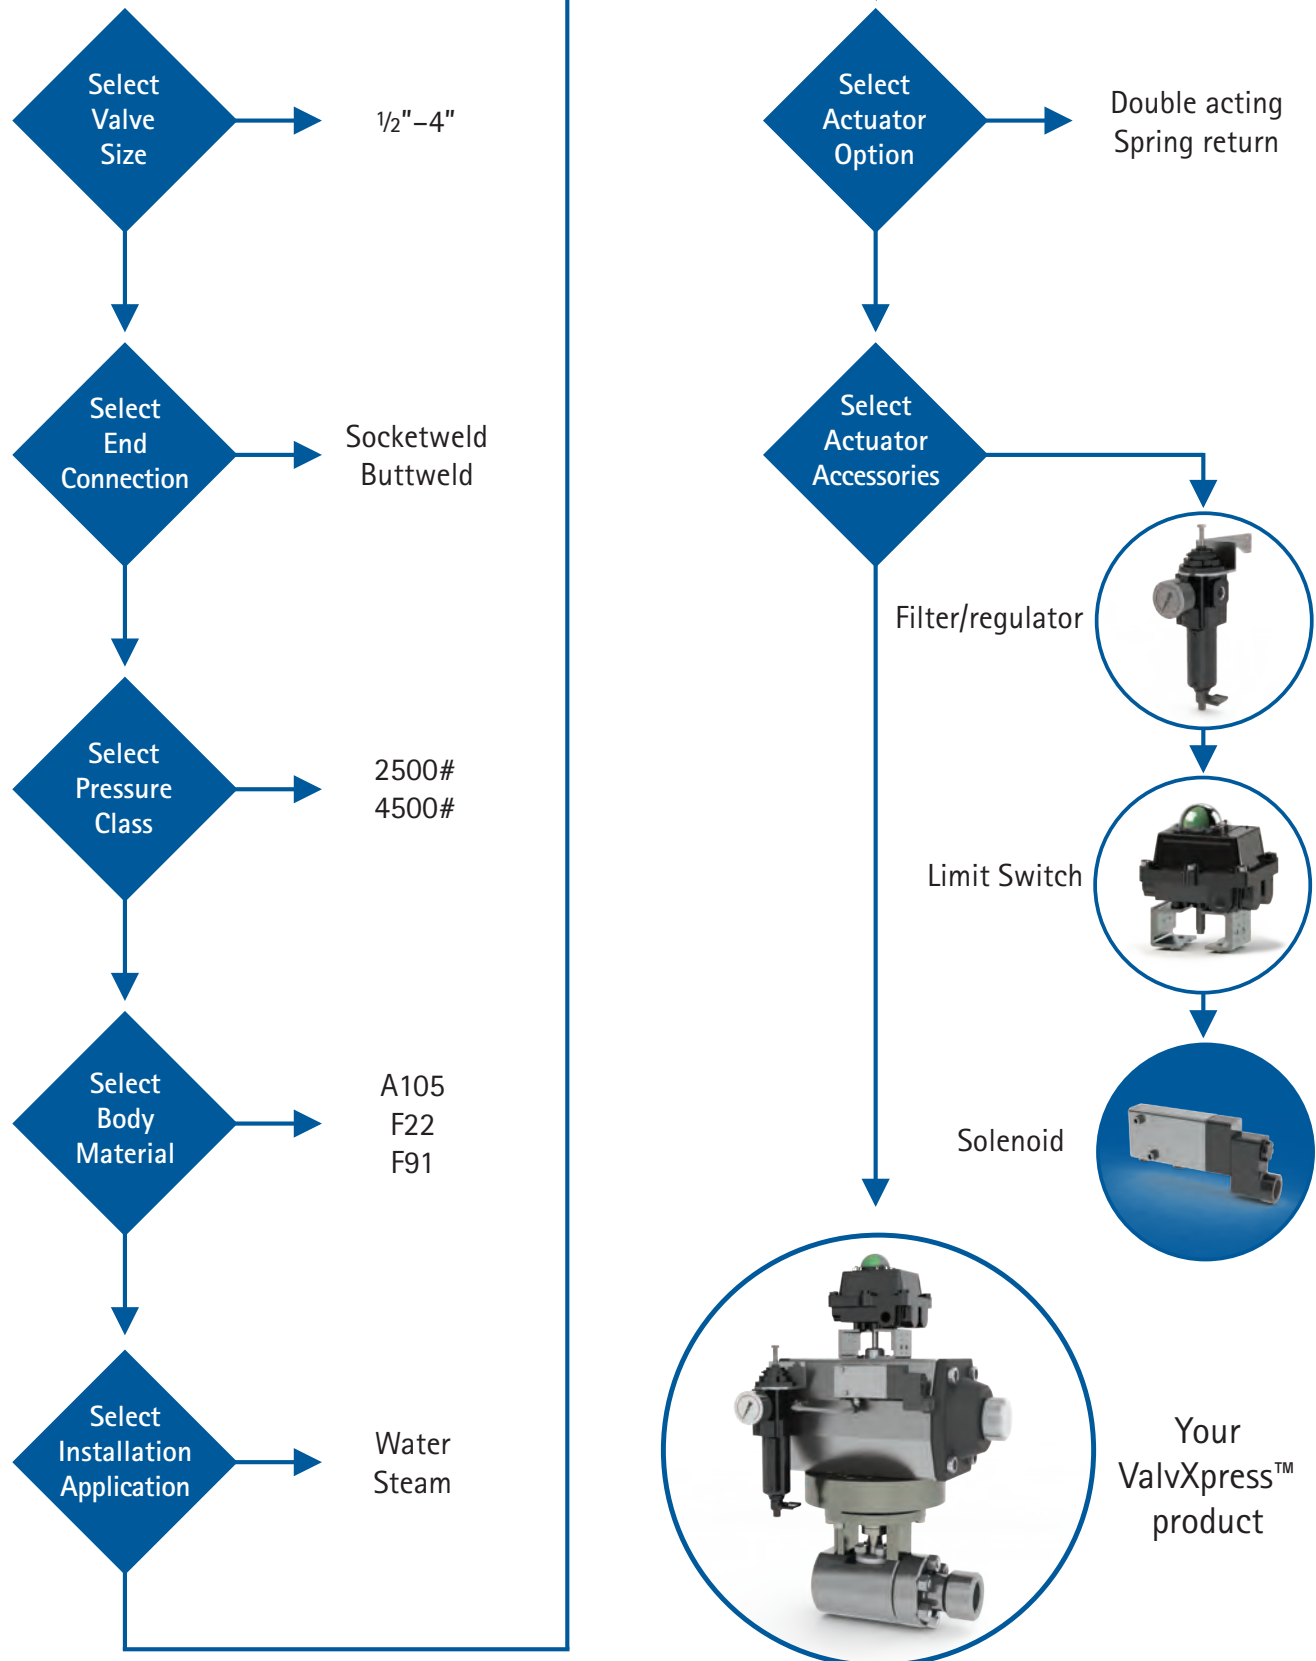 Select
Valve
Size
½"–4"
Select
End
Connection
Socketweld
Buttweld
Select
Pressure
Class
2500#
4500#
Select
Body
Material
A105
F22
F91
Select
Installation
Application
Water
Steam
Select
Actuator
Option
Double acting
Spring return
Select
Actuator
Accessories
Filter/regulator
Limit Switch
Solenoid
Your
ValvXpress™
product